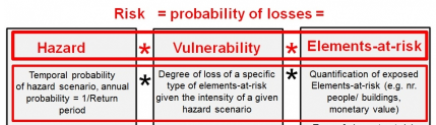 Risk = probability of losses =
Hazard * Vulnerability * Elements-at-risk
Temporal probability of hazard scenario, annual probability = 1/Return period
*
Degree of loss of a specific type of elements-at-risk given the intensity of a given hazard scenario
*
Quantification of exposed Elements-at-risk (e.g. nr. people/ buildings, monetary value)